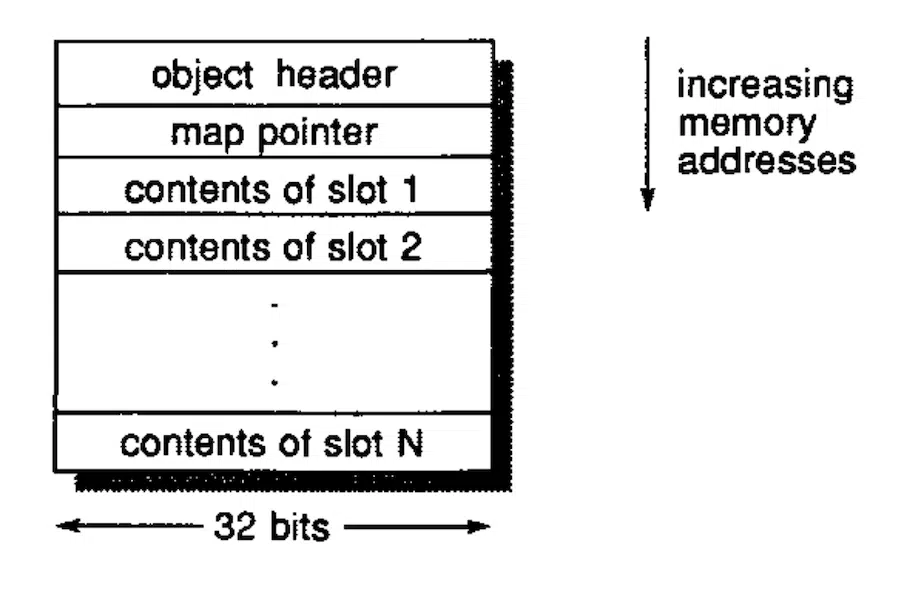 object header
map pointer
contents of slot 1
contents of slot 2
.
.
.
contents of slot N
32 bits
increasing
memory
addresses